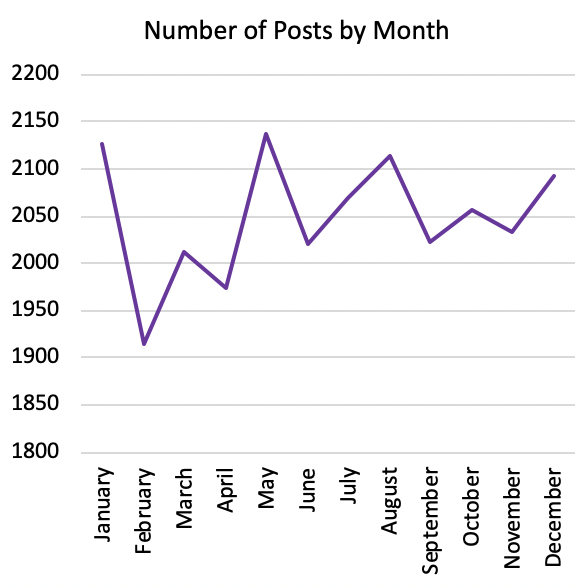 Number of Posts by Month
2200
2150
2100
2050
2000
1950
1900
1850
1800
January
February
March
April
May
June
July
August
September
October
November
December